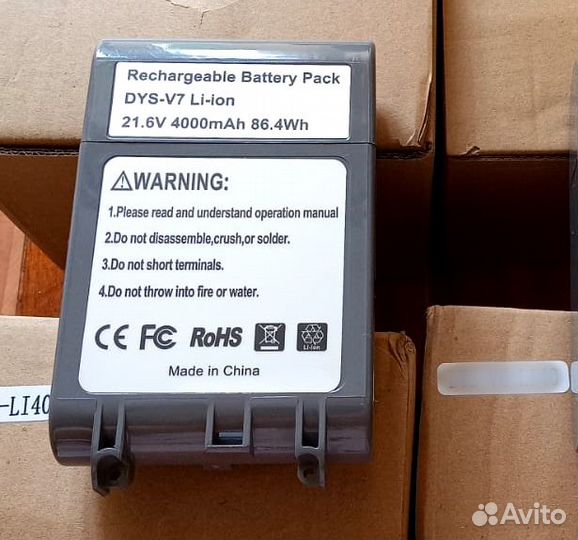 Rechargeable Battery Pack
DYS-V7 Li-ion
21.6V 4000mAh 86.4Wh
⚠WARNING:
1.Please read and understand operation manual
2.Do not disassemble,crush,or solder.
3.Do not short terminals.
4.Do not throw into fire or water.
CE FC RoHS Li-ion
Made in China
-LI40
Avito